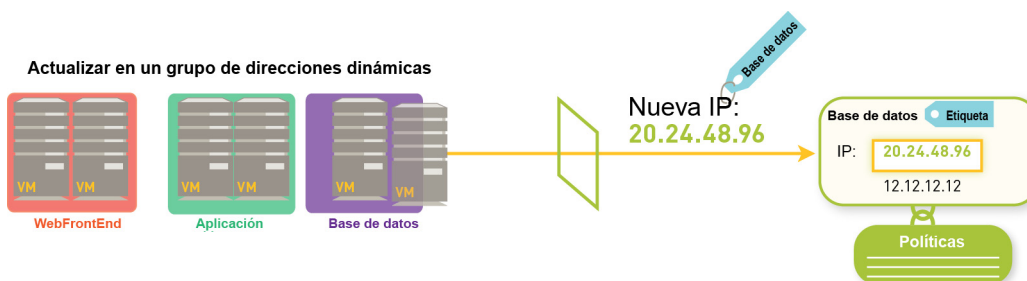 Actualizar en un grupo de direcciones dinámicas
VM
VM
WebFrontEnd
VM
VM
Aplicación
VM
VM
Base de datos
Base de datos
Nueva IP:
20.24.48.96
Base de datos Etiqueta
IP: 20.24.48.96
12.12.12.12
Políticas